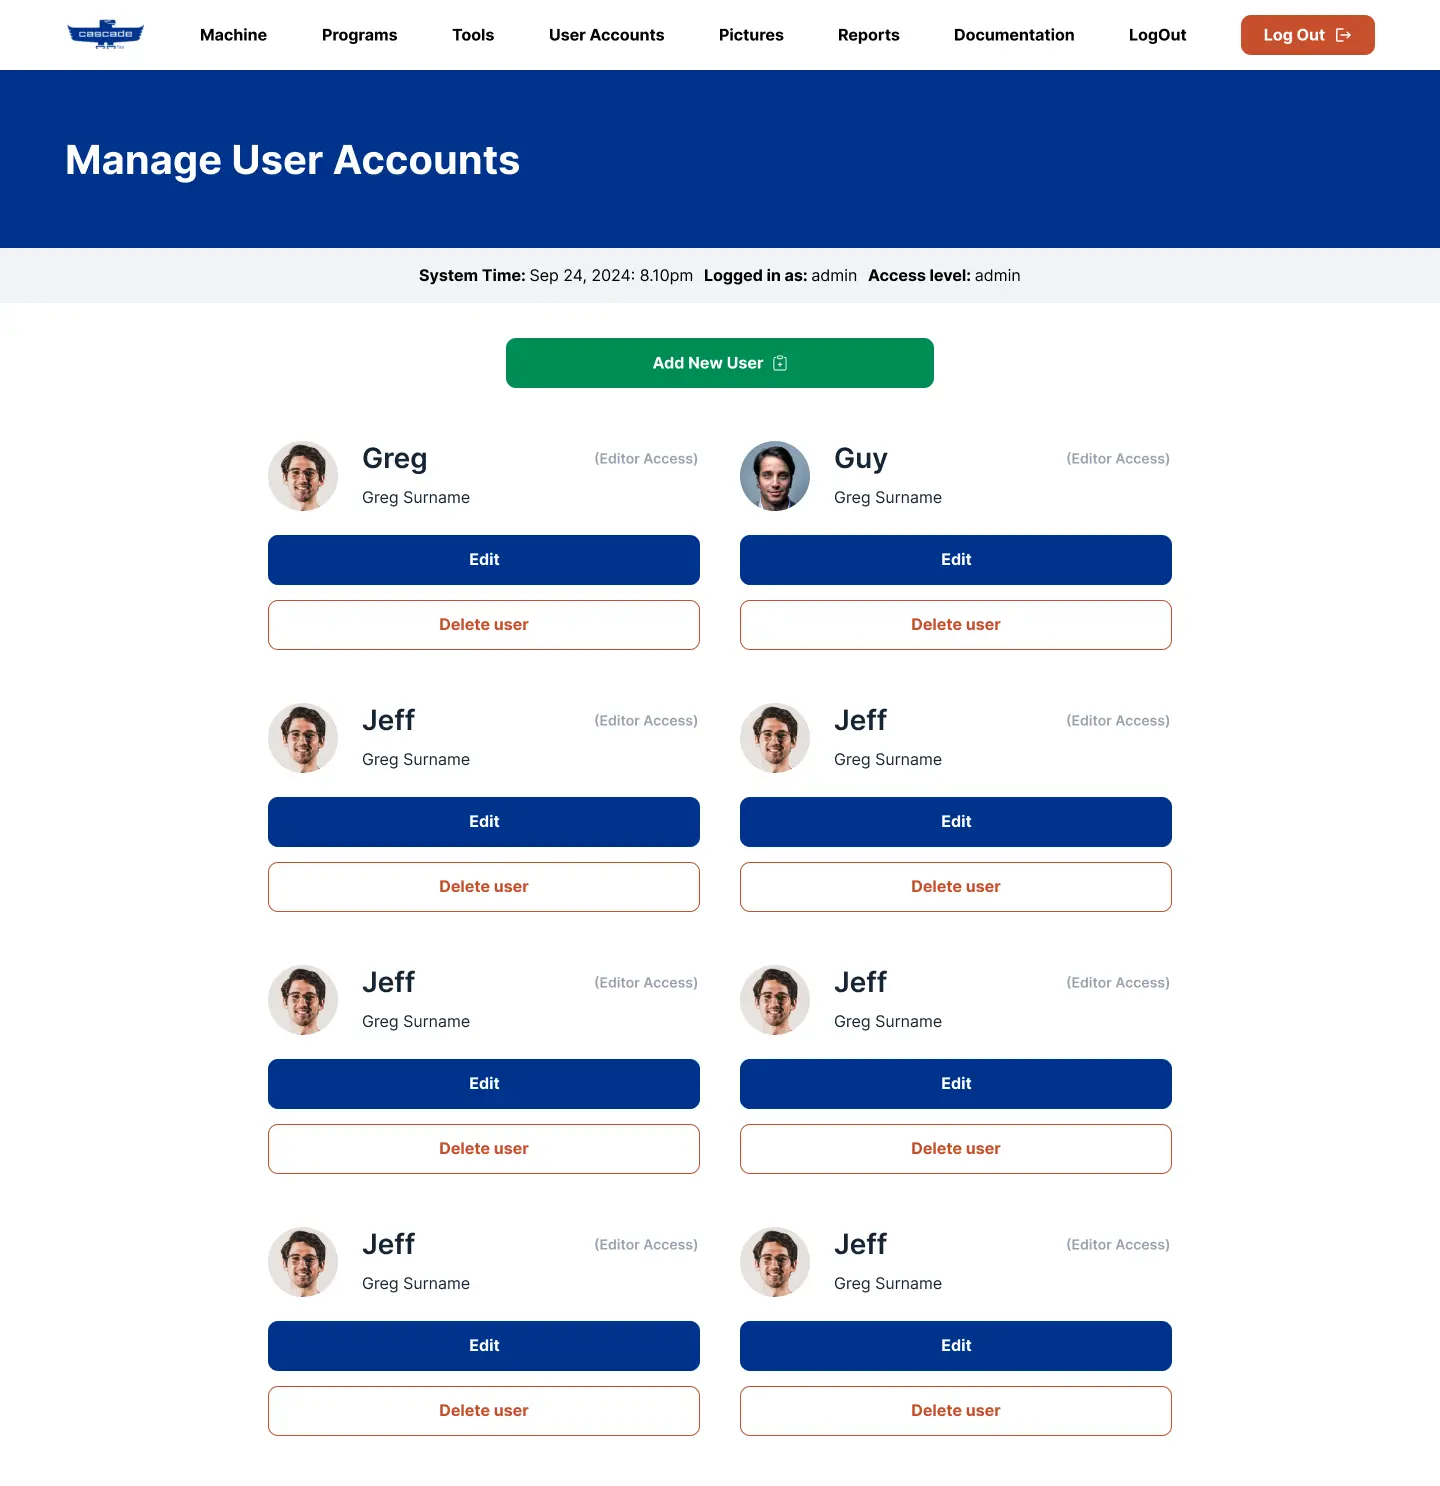 cascade
Machine Programs Tools User Accounts Pictures Reports Documentation LogOut Log Out
Manage User Accounts
System Time: Sep 24, 2024: 8.10pm Logged in as: admin Access level: admin
Add New User
Greg (Editor Access)
Greg Surname
Edit
Delete user
Guy (Editor Access)
Greg Surname
Edit
Delete user
Jeff (Editor Access)
Greg Surname
Edit
Delete user
Jeff (Editor Access)
Greg Surname
Edit
Delete user
Jeff (Editor Access)
Greg Surname
Edit
Delete user
Jeff (Editor Access)
Greg Surname
Edit
Delete user
Jeff (Editor Access)
Greg Surname
Edit
Delete user
Jeff (Editor Access)
Greg Surname
Edit
Delete user